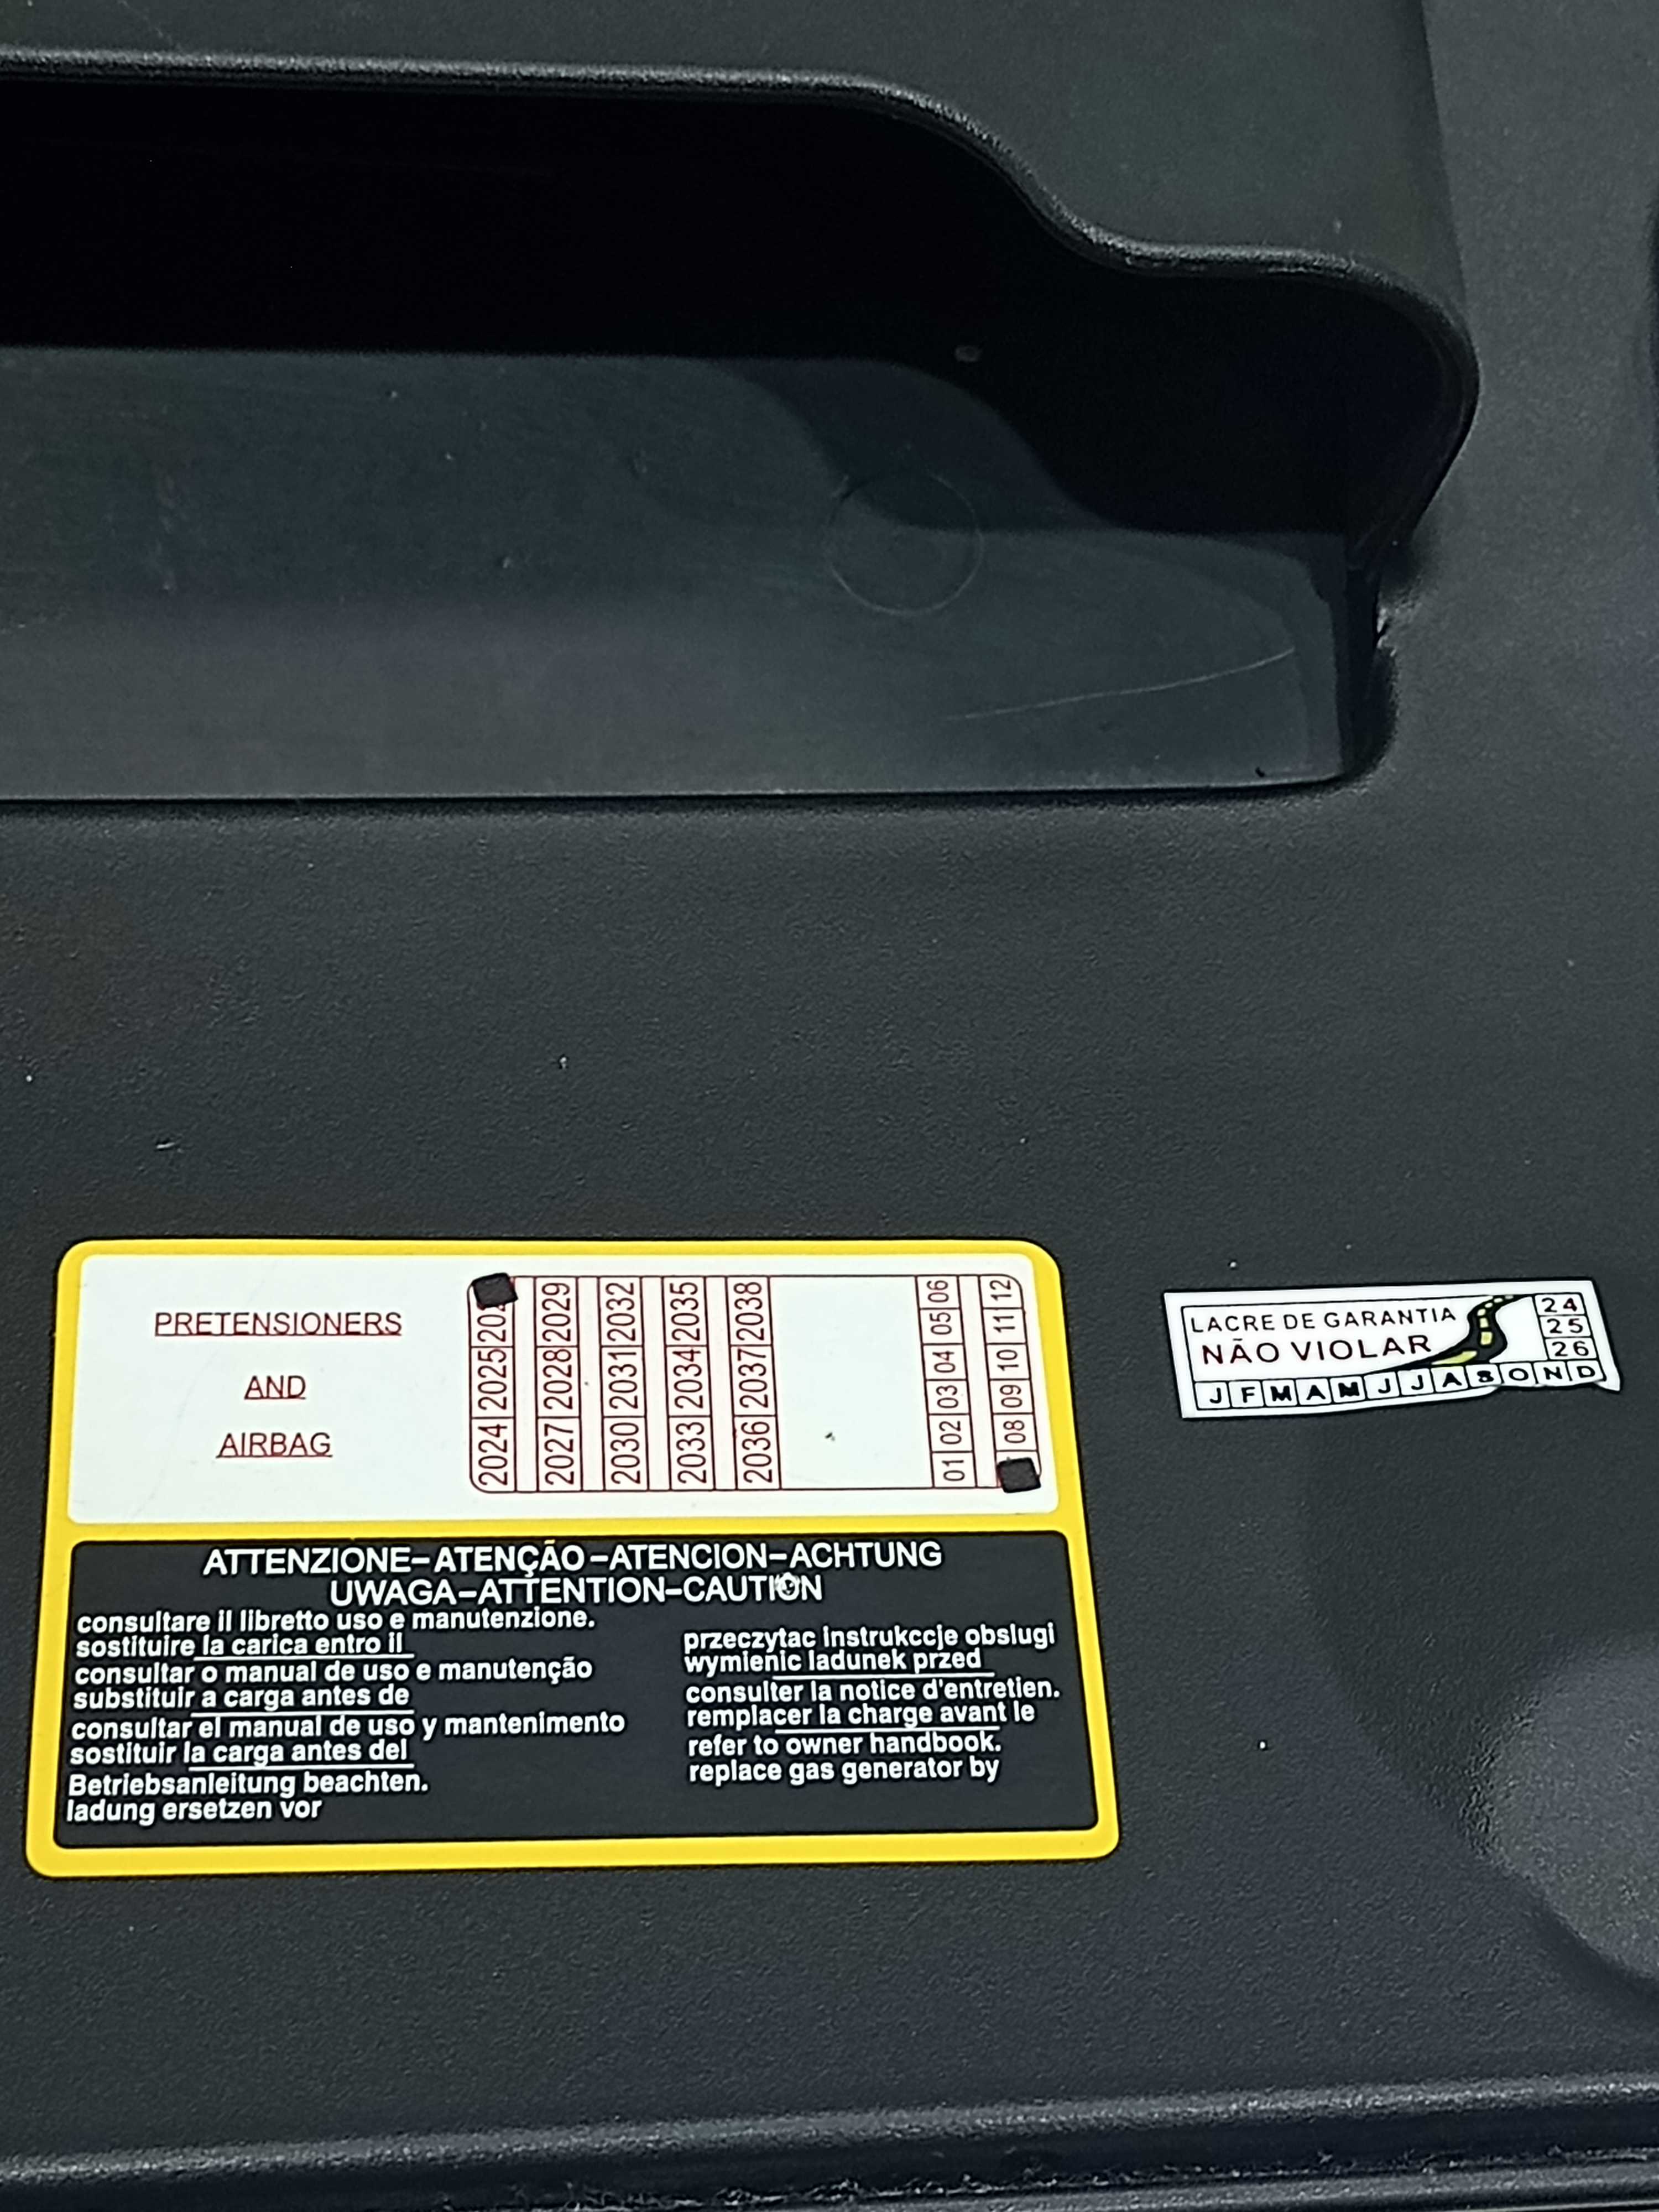 PRETENSIONERS
AND
AIRBAG
2024 2025 202
2027 2028 2029
2030 2031 2032
2033 2034 2035
2036 2037 2038
01 02 03 04 05 06
08 09 10 11 12
ATTENZIONE-ATENÇÃO-ATENCION-ACHTUNG
UWAGA-ATTENTION-CAUTION
consultare il libretto uso e manutenzione.
sostituire la carica entro il
consultar o manual de uso e manutenção
substituir a carga antes de
consultar el manual de uso y mantenimento
sostituir la carga antes del
Betriebsanleitung beachten.
ladung ersetzen vor
przeczytac instrukccje obslugi
wymienic ladunek przed
consulter la notice d'entretien.
remplacer la charge avant le
refer to owner handbook.
replace gas generator by
LACRE DE GARANTIA
NÃO VIOLAR
24
25
26
J F M A M J J A S O N D